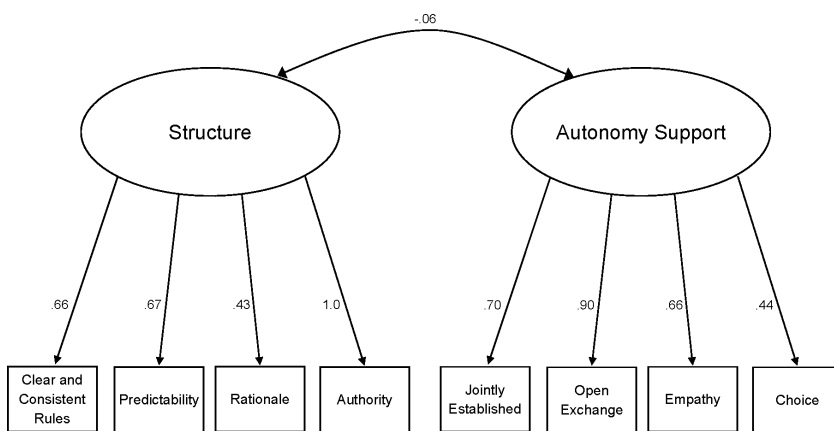 -.06
Structure
Autonomy Support
.66
.67
.43
1.0
.70
.90
.66
.44
Clear and
Consistent
Rules
Predictability
Rationale
Authority
Jointly
Established
Open
Exchange
Empathy
Choice